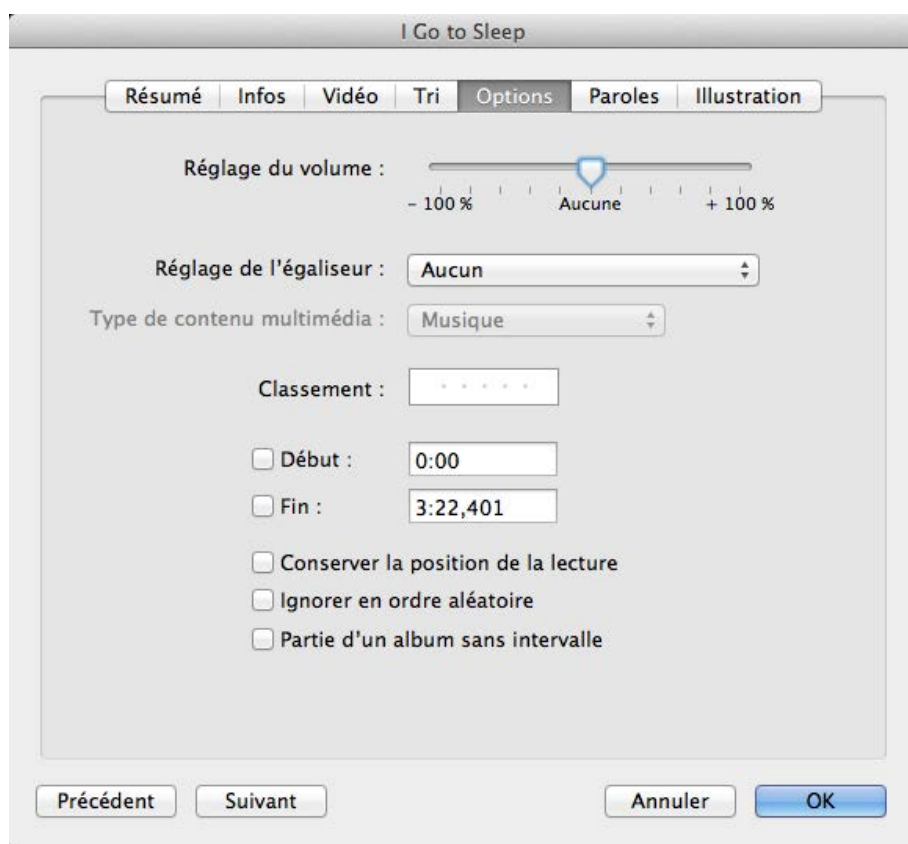 I Go to Sleep
Résumé Infos Vidéo Tri Options Paroles Illustration
Réglage du volume :
– 100 % Aucune + 100 %
Réglage de l'égaliseur : Aucun
Type de contenu multimédia : Musique
Classement :
Début : 0:00
Fin : 3:22,401
Conserver la position de la lecture
Ignorer en ordre aléatoire
Partie d'un album sans intervalle
Précédent Suivant Annuler OK